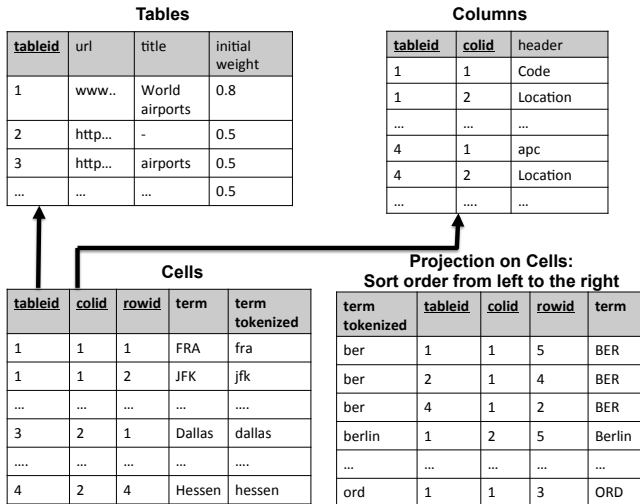 Tables
tableid url title initial weight
1 www.. World airports 0.8
2 http... - 0.5
3 http... airports 0.5
... ... ... 0.5
Columns
tableid colid header
1 1 Code
1 2 Location
... ... ...
4 1 apc
4 2 Location
... .... ...
Cells
tableid colid rowid term term tokenized
1 1 1 FRA fra
1 1 2 JFK jfk
... ... ... ... ....
3 2 1 Dallas dallas
.... ... ... ... ....
4 2 4 Hessen hessen
Projection on Cells:
Sort order from left to the right
term tokenized tableid colid rowid term
ber 1 1 5 BER
ber 2 1 4 BER
ber 4 1 2 BER
berlin 1 2 5 Berlin
... ... ... ... ...
ord 1 1 3 ORD